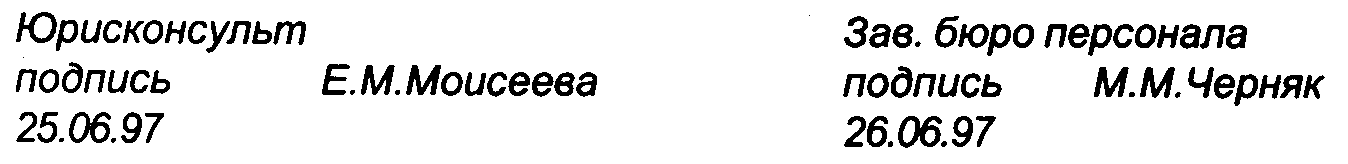 Юрисконсульт
подпись Е.М.Моисеева
25.06.97
Зав. бюро персонала
подпись М.М.Черняк
26.06.97